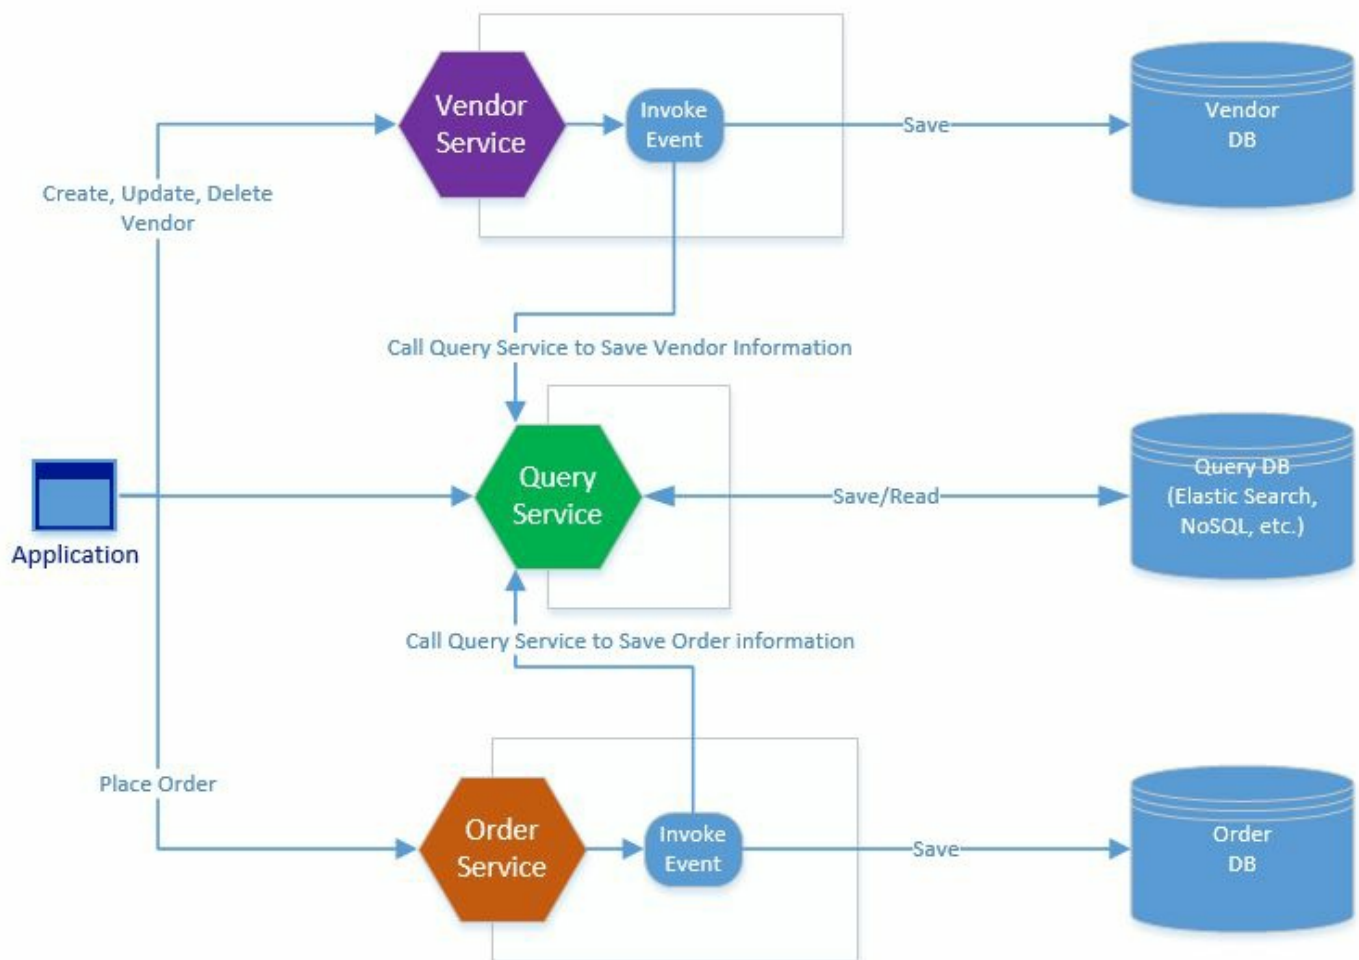 Vendor
Service
Invoke
Event
Save
Vendor
DB
Create, Update, Delete
Vendor
Call Query Service to Save Vendor Information
Application
Query
Service
Save/Read
Query DB
(Elastic Search,
NoSQL, etc.)
Call Query Service to Save Order information
Place Order
Order
Service
Invoke
Event
Save
Order
DB